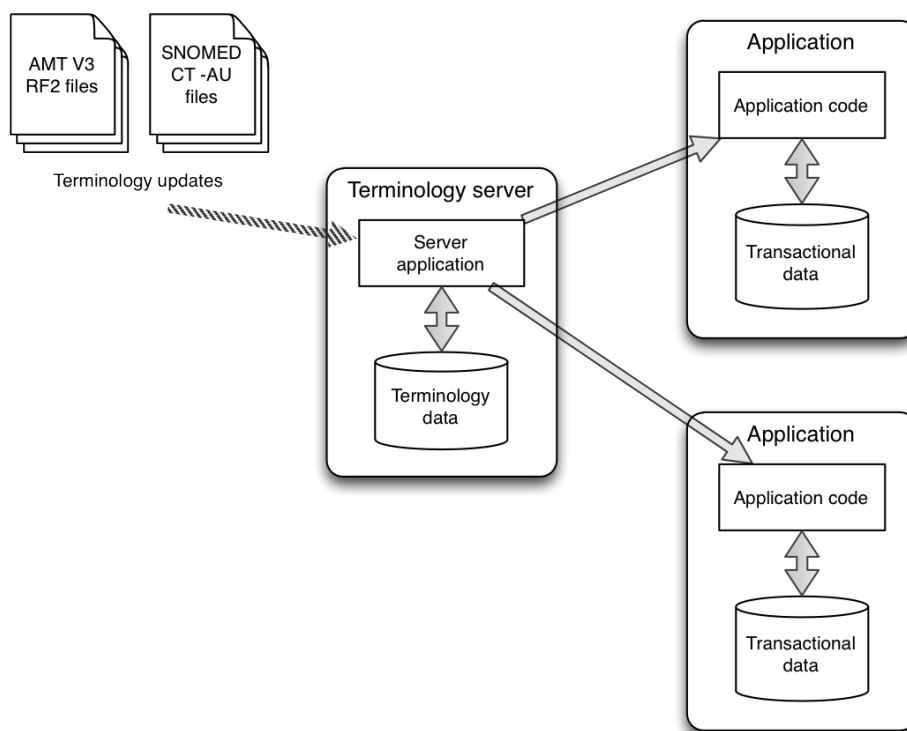 AMT V3
RF2 files
SNOMED
CT -AU
files
Terminology updates
Terminology server
Server
application
Terminology
data
Application
Application code
Transactional
data
Application
Application code
Transactional
data